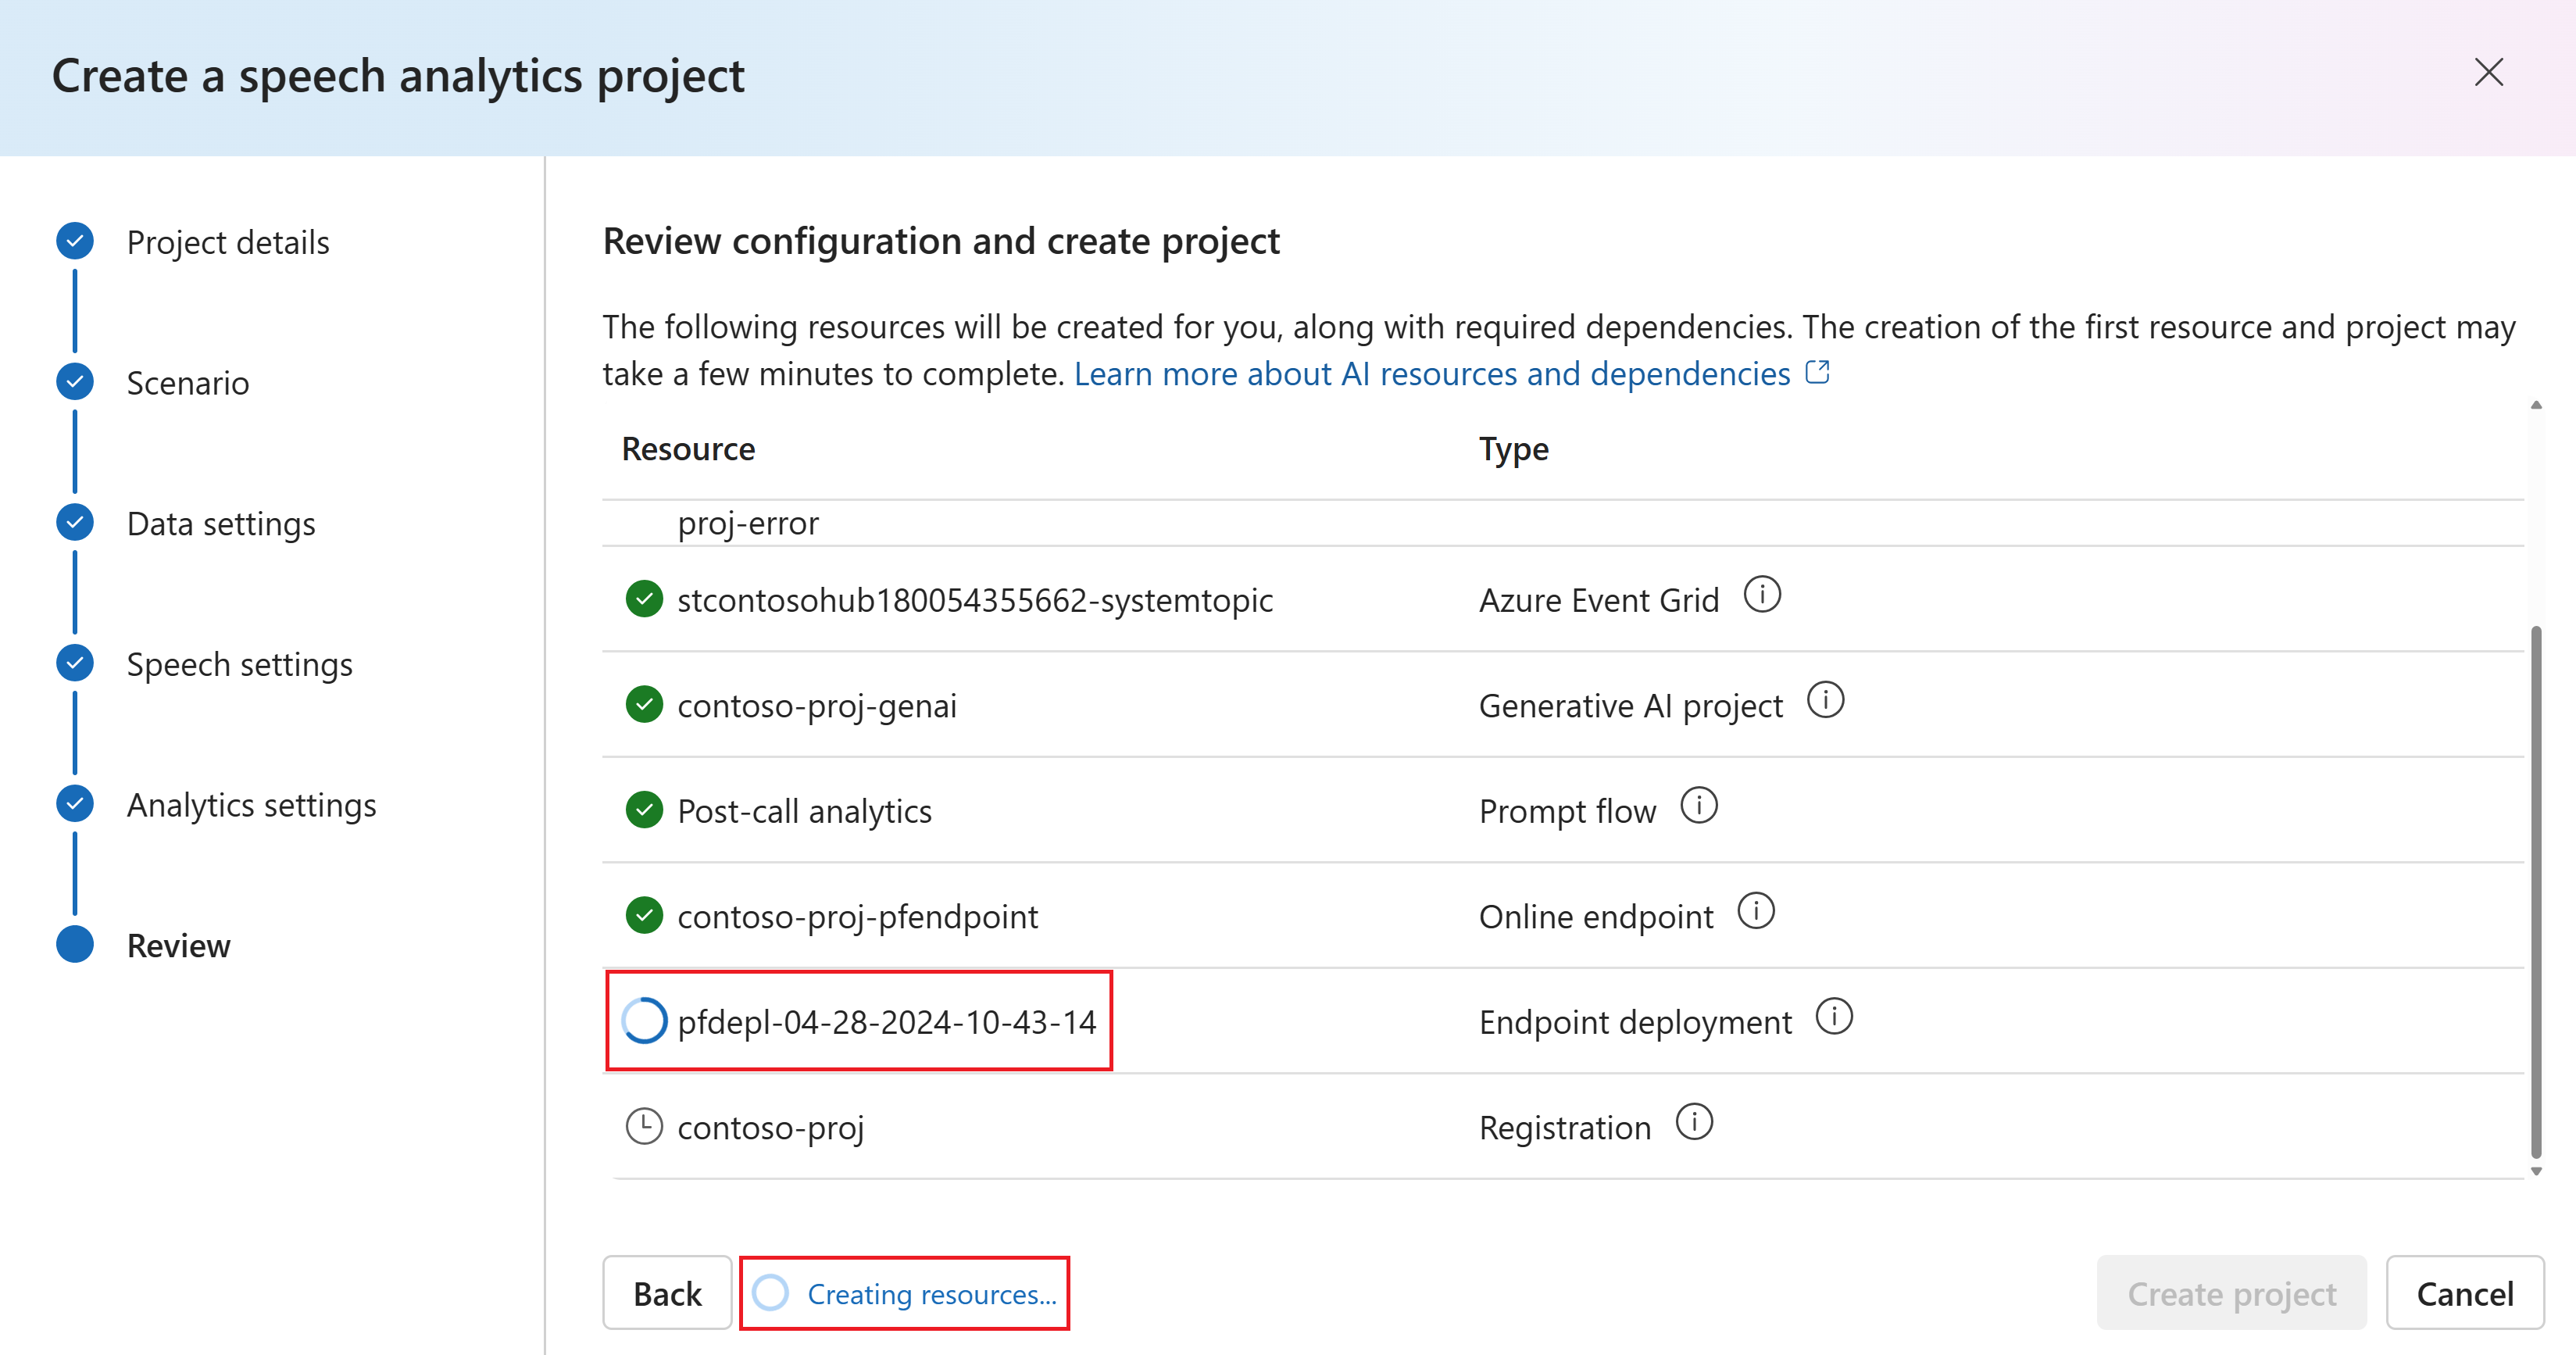 Create a speech analytics project
Project details
Scenario
Data settings
Speech settings
Analytics settings
Review
Review configuration and create project
The following resources will be created for you, along with required dependencies. The creation of the first resource and project may
take a few minutes to complete. Learn more about AI resources and dependencies
Resource Type
proj-error
stcontosohub180054355662-systemtopic Azure Event Grid
contoso-proj-genai Generative AI project
Post-call analytics Prompt flow
contoso-proj-pfendpoint Online endpoint
pfdepl-04-28-2024-10-43-14 Endpoint deployment
contoso-proj Registration
Back Creating resources... Create project Cancel